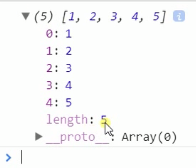 ▼(5) [1, 2, 3, 4, 5] i
0: 1
1: 2
2: 3
3: 4
4: 5
length: 5
▶__proto__: Array(0)
>